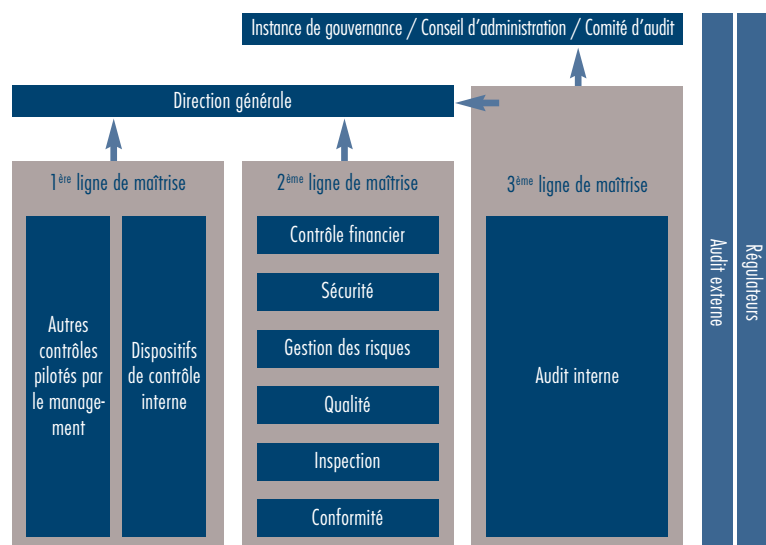 Instance de gouvernance / Conseil d'administration / Comité d'audit
Direction générale
1ère ligne de maîtrise
Autres
contrôles
pilotés par
le manage-
ment
Dispositifs
de contrôle
interne
2ème ligne de maîtrise
Contrôle financier
Sécurité
Gestion des risques
Qualité
Inspection
Conformité
3ème ligne de maîtrise
Audit interne
Audit externe
Régulateurs